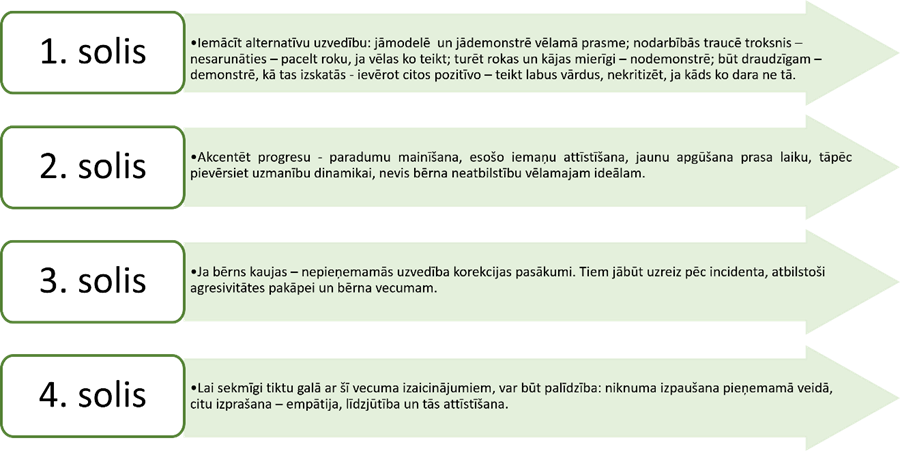 1. solis
•Iemācīt alternatīvu uzvedību: jāmodelē un jādemonstrē vēlamā prasme; nodarbībās traucē troksnis –
nesarunāties – pacelt roku, ja vēlas ko teikt; turēt rokas un kājas mierīgi – nodemonstrē; būt draudzīgam –
demonstrē, kā tas izskatās - ievērot citos pozitīvo – teikt labus vārdus, nekritizēt, ja kāds ko dara ne tā.
2. solis
•Akcentēt progresu - paradumu mainīšana, esošo iemaņu attīstīšana, jaunu apgūšana prasa laiku, tāpēc
pievērsiet uzmanību dinamikai, nevis bērna neatbilstību vēlamajam ideālam.
3. solis
•Ja bērns kaujas – nepieņemamās uzvedība korekcijas pasākumi. Tiem jābūt uzreiz pēc incidenta, atbilstoši
agresivitātes pakāpei un bērna vecumam.
4. solis
•Lai sekmīgi tiktu galā ar šī vecuma izaicinājumiem, var būt palīdzība: niknuma izpaušana pieņemamā veidā,
citu izprašana – empātija, līdzjūtība un tās attīstīšana.